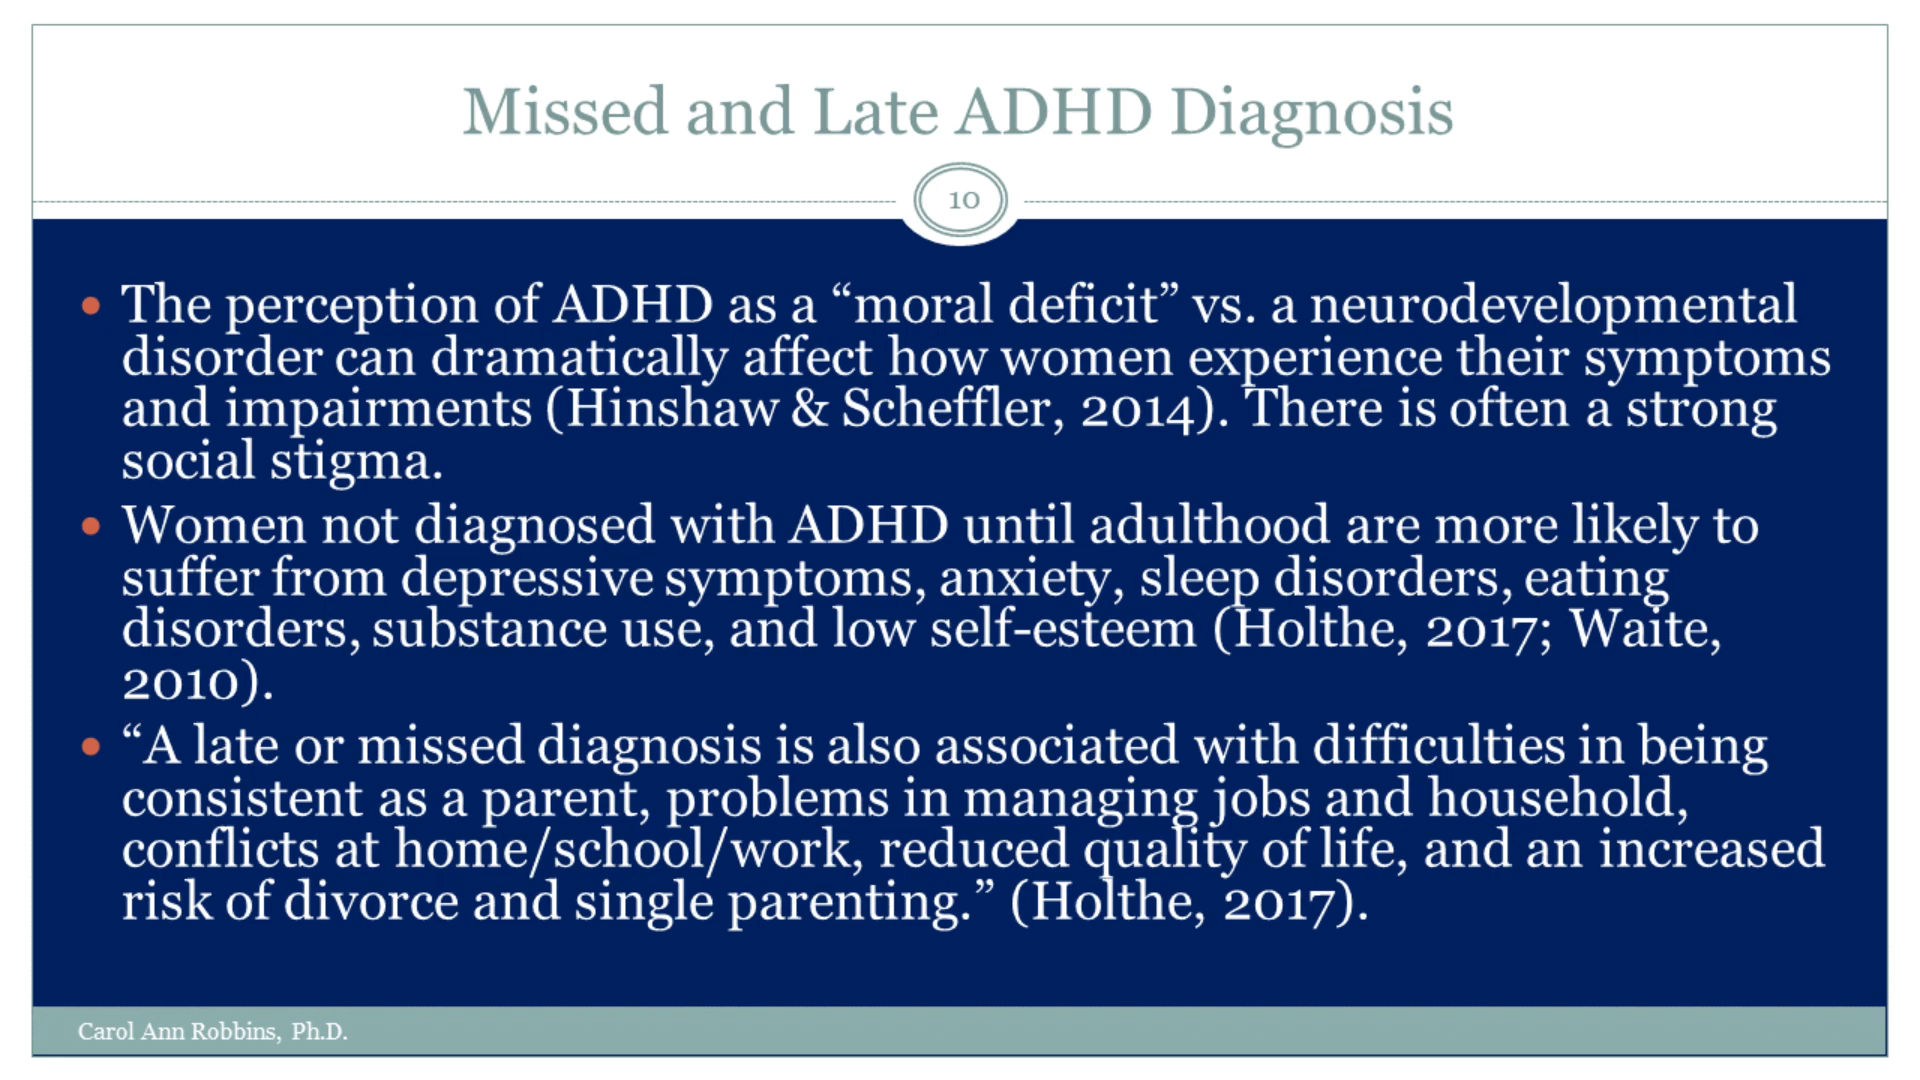 Missed and Late ADHD Diagnosis
10
• The perception of ADHD as a “moral deficit” vs. a neurodevelopmental
disorder can dramatically affect how women experience their symptoms
and impairments (Hinshaw & Scheffler, 2014). There is often a strong
social stigma.
• Women not diagnosed with ADHD until adulthood are more likely to
suffer from depressive symptoms, anxiety, sleep disorders, eating
disorders, substance use, and low self-esteem (Holthe, 2017; Waite,
2010).
• “A late or missed diagnosis is also associated with difficulties in being
consistent as a parent, problems in managing jobs and household,
conflicts at home/school/work, reduced quality of life, and an increased
risk of divorce and single parenting.” (Holthe, 2017).
Carol Ann Robbins, Ph.D.